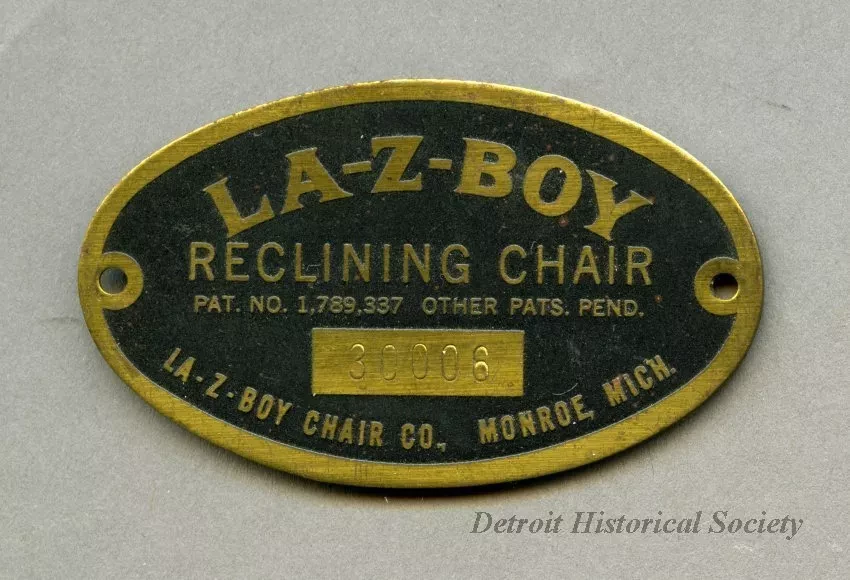 LA-Z-BOY
RECLINING CHAIR
PAT. NO. 1,789,337 OTHER PATS. PEND.
30006
LA-Z-BOY CHAIR CO., MONROE, MICH.
Detroit Historical Society